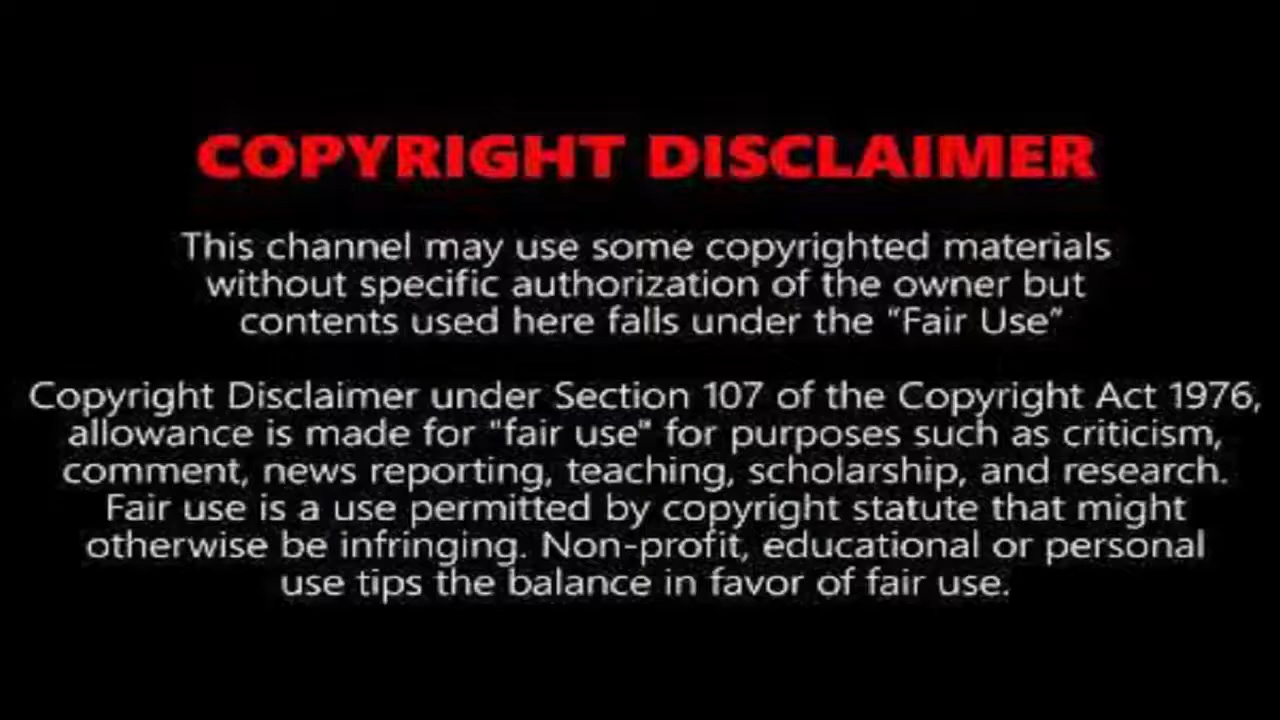 COPYRIGHT DISCLAIMER
This channel may use some copyrighted materials
without specific authorization of the owner but
contents used here falls under the “Fair Use”
Copyright Disclaimer under Section 107 of the Copyright Act 1976,
allowance is made for "fair use" for purposes such as criticism,
comment, news reporting, teaching, scholarship, and research.
Fair use is a use permitted by copyright statute that might
otherwise be infringing. Non-profit, educational or personal
use tips the balance in favor of fair use.